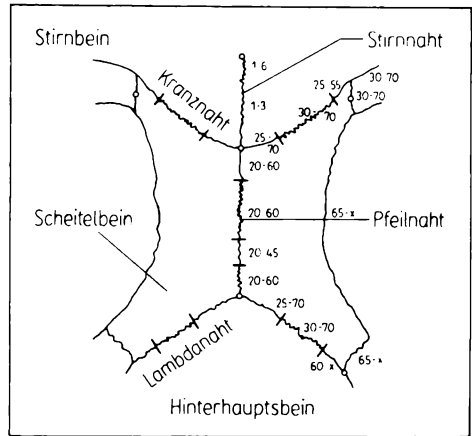 Stirnbein
Stirnnaht
Kranznaht
1-6
1-3
25-55
30-70
30-70
30-70
25-
70
20-60
Scheitelbein
20-60
65-x
Pfeilnaht
20-45
20-60
25-70
30-70
60 x
65-x
Lambdanaht
Hinterhauptsbein